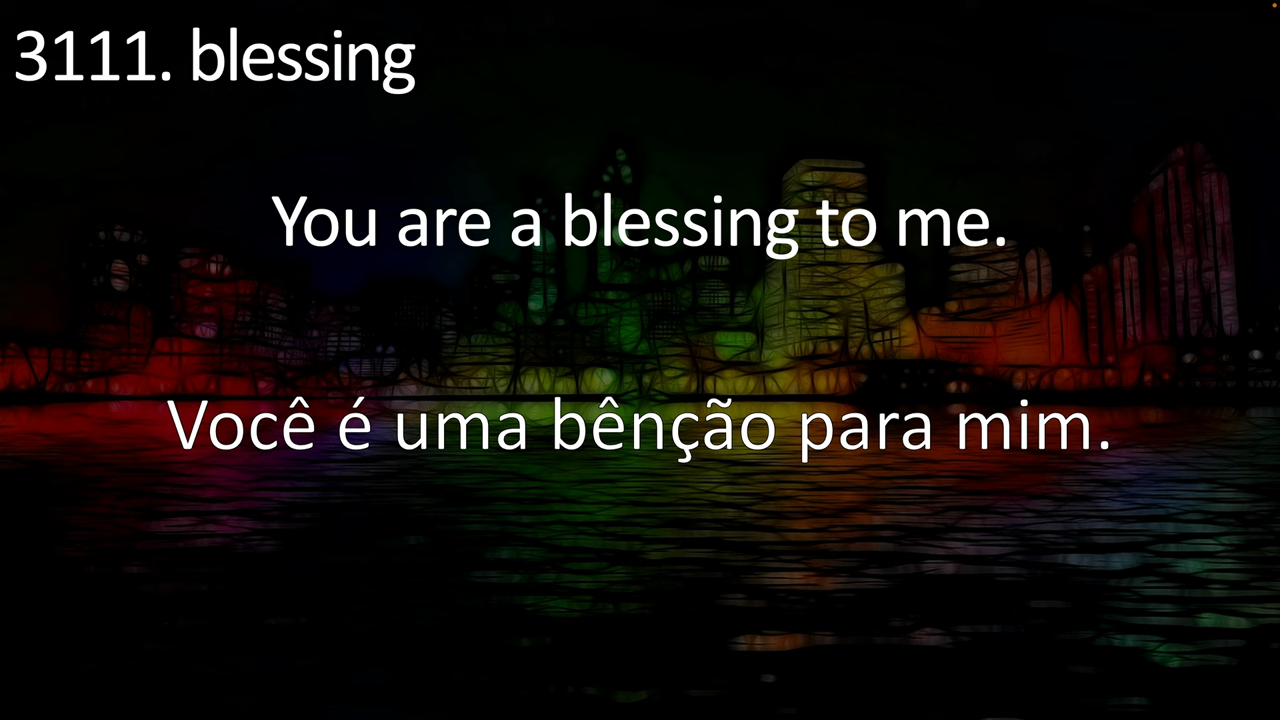 3111. blessing
You are a blessing to me.
Você é uma bênção para mim.